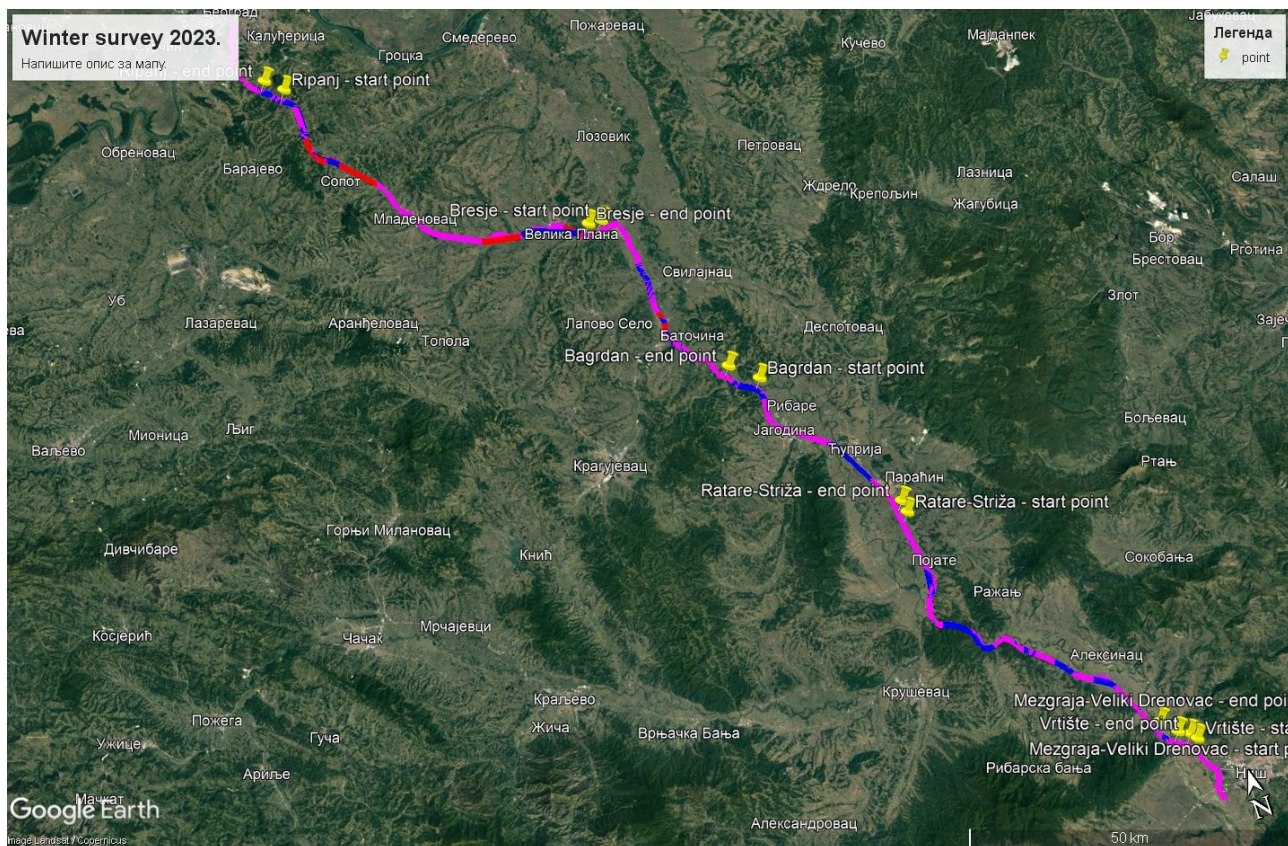 Београд
Winter survey 2023.
Напишите опис за мапу.
Легенда
point
Калуђерица
Гроцка
Смедерево
Пожаревац
Кучево
Мајданпек
Јабуковац
Ripanj - end point
Ripanj - start point
Обреновац
Барајево
Сопот
Лозовик
Петровац
Ждрело
Крепољин
Лазница
Жагубица
Салаш
Младеновац
Bresje - start point
Bresje - end point
Велика Плана
Бор
Брестовац
Рготина
Свилајнац
Злот
Уб
Лазаревац
Аранђеловац
Топола
Лапово Село
Баточина
Деспотовац
Bagrdan - end point
Bagrdan - start point
Рибаре
Јагодина
Ћуприја
Бољевац
Ртањ
Ваљево
Мионица
Љиг
Крагујевац
Параћин
Ratare-Striža - end point
Ratare-Striža - start point
Дивчибаре
Горњи Милановац
Кнић
Појате
Сокобања
Ражањ
Косјерић
Чачак
Мрчајевци
Алексинац
Краљево
Крушевац
Жича
Врњачка Бања
Пожега
Гуча
Ужице
Ариље
Мачкат
Mezgraja-Veliki Drenovac - end poi
Vrtište - end point
Vrtište - sta
Mezgraja-Veliki Drenovac - start p
Рибарска бања
Ниш
N
Александровац
Google Earth
Image Landsat / Copernicus
50 km